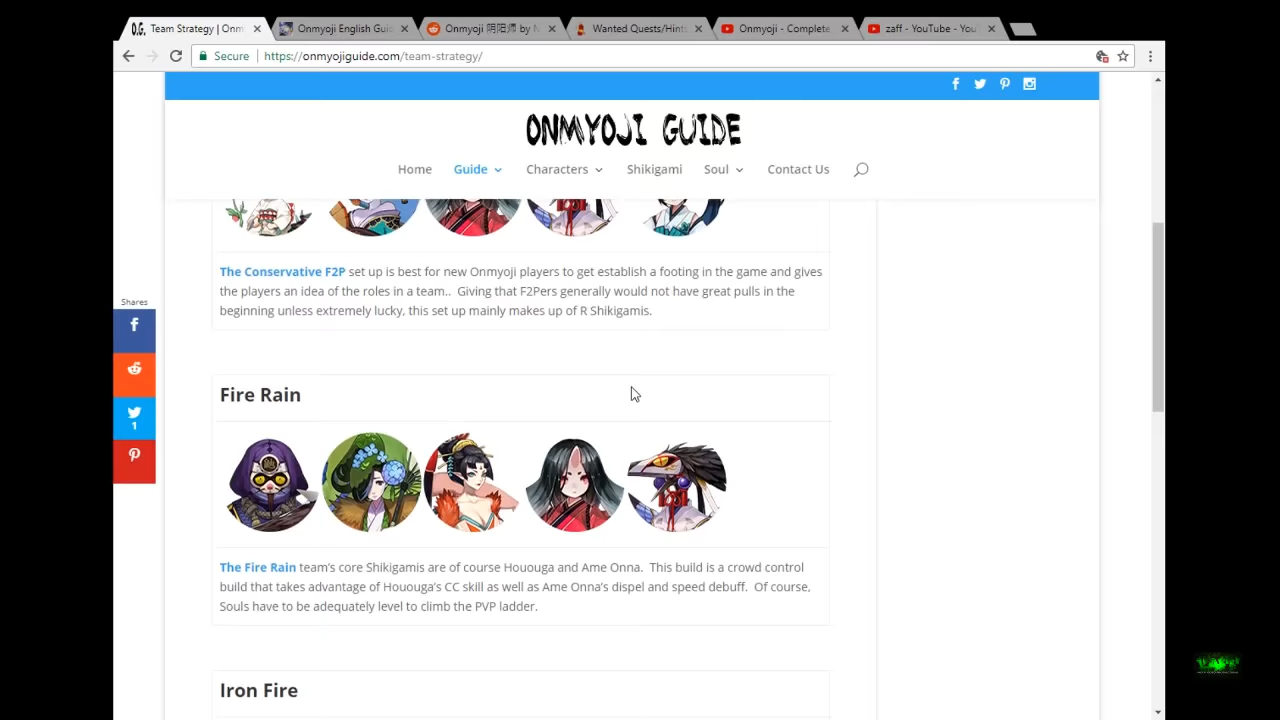 Team Strategy | Onm
Onmyoji English Gui
Onmyoji 阴阳师 by N
Wanted Quests/Hints
Onmyoji - Complete
zaff - YouTube - You
Secure
https://onmyojiguide.com/team-strategy/
ONMYOJI GUIDE
Home
Guide
Characters
Shikigami
Soul
Contact Us
The Conservative F2P set up is best for new Onmyoji players to get establish a footing in the game and gives
the players an idea of the roles in a team..  Giving that F2Pers generally would not have great pulls in the
beginning unless extremely lucky, this set up mainly makes up of R Shikigamis.
Shares
1
Fire Rain
The Fire Rain team's core Shikigamis are of course Hououga and Ame Onna.  This build is a crowd control
build that takes advantage of Hououga's CC skill as well as Ame Onna's dispel and speed debuff.  Of course,
Souls have to be adequately level to climb the PVP ladder.
Iron Fire